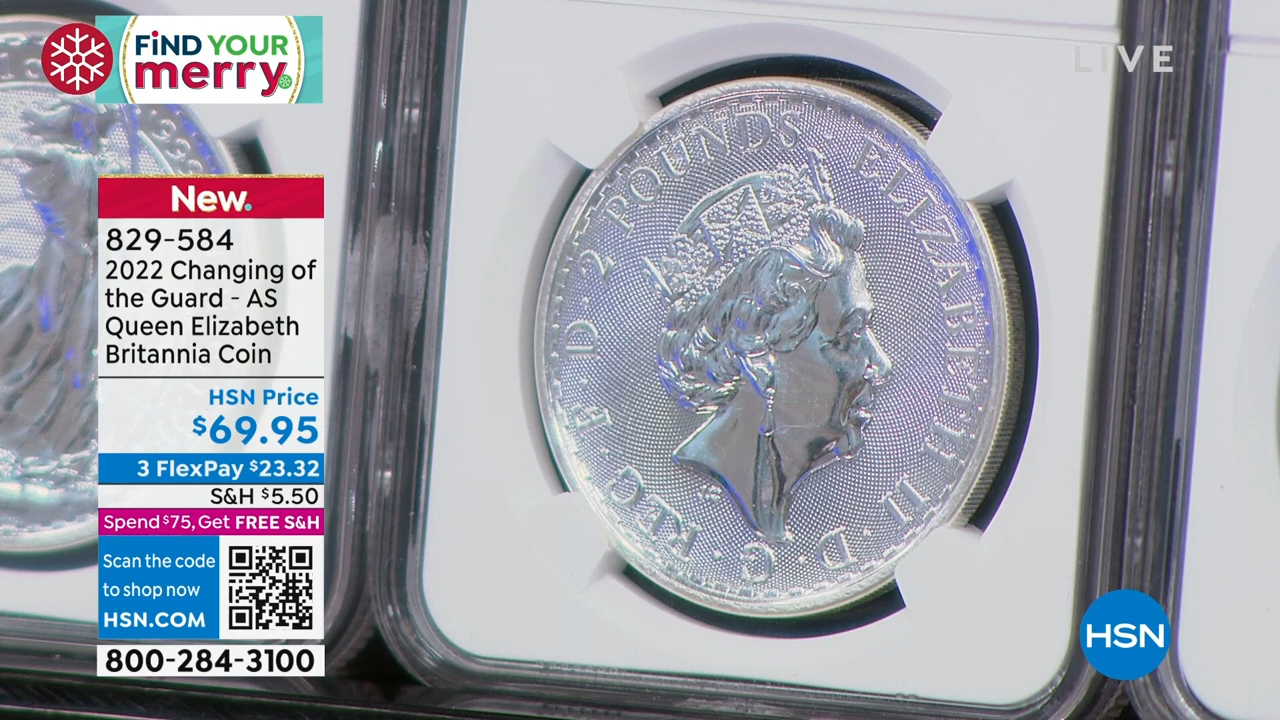 FiND YOUR
merry.
LIVE
New.
829-584
2022 Changing of
the Guard - AS
Queen Elizabeth
Britannia Coin
HSN Price
$69.95
3 FlexPay $23.32
S&H $5.50
Spend $75, Get FREE S&H
Scan the code
to shop now
HSN.COM
800-284-3100
ELIZABETH II · D · G · REG · F · D · 2 POUNDS
HSN